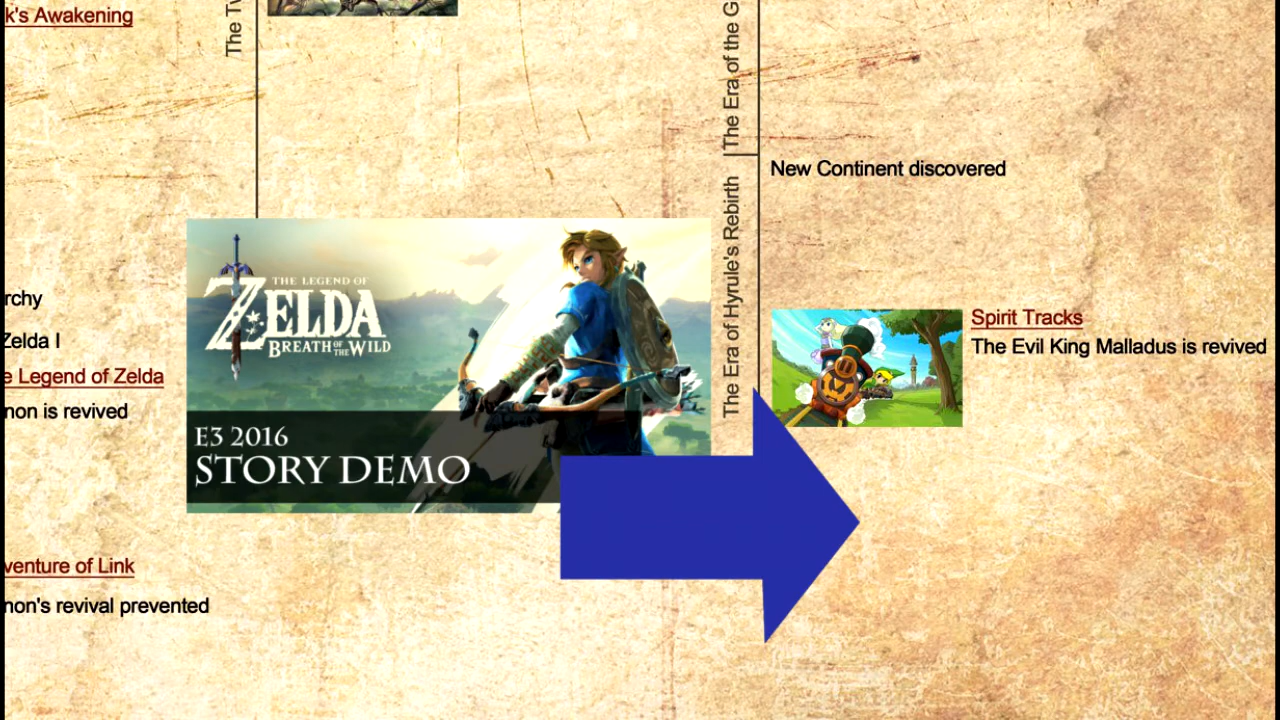 k's Awakening
The Tw
The Era of the G
New Continent discovered
The Era of Hyrule's Rebirth
THE LEGEND OF
ZELDA
BREATH OF THE WILD
E3 2016
STORY DEMO
rchy
Zelda I
e Legend of Zelda
non is revived
Spirit Tracks
The Evil King Malladus is revived
venture of Link
non's revival prevented